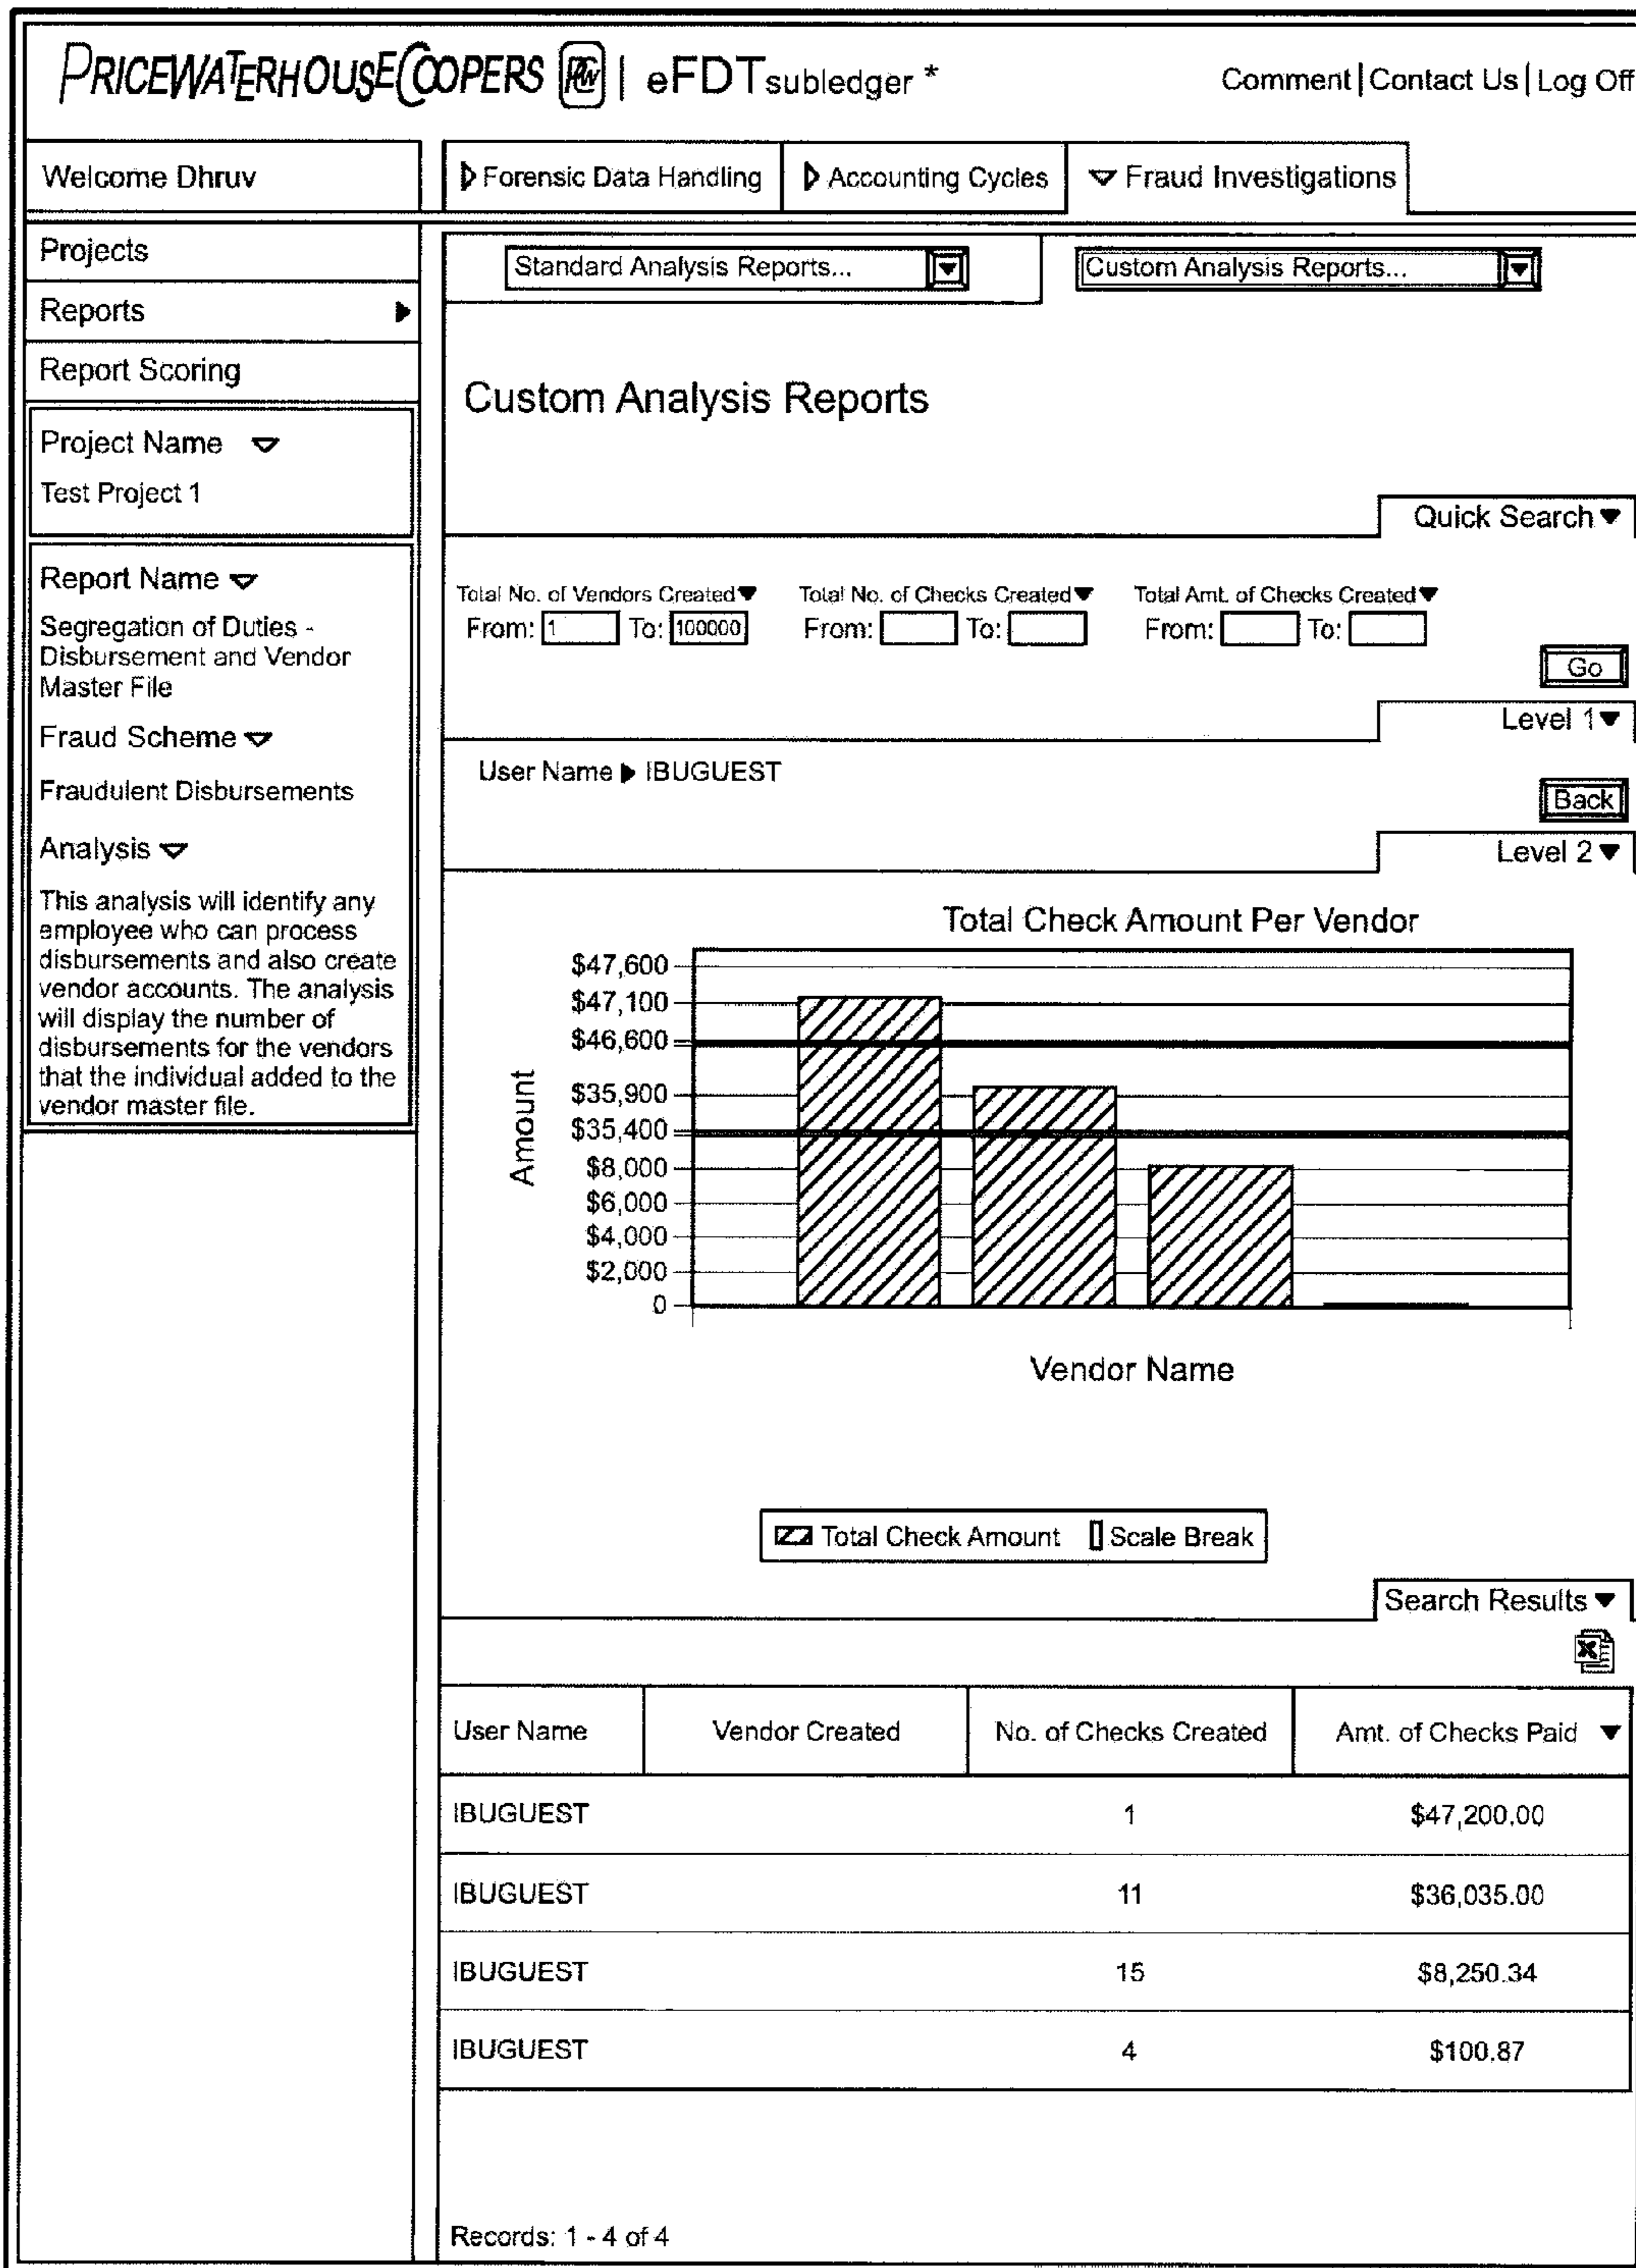 PRICEWATERHOUSECOOPERS PwC | eFDTsubledger *
Comment | Contact Us | Log Off
Welcome Dhruv
Forensic Data Handling
Accounting Cycles
Fraud Investigations
Projects
Reports
Report Scoring
Project Name
Test Project 1
Report Name
Segregation of Duties -
Disbursement and Vendor
Master File
Fraud Scheme
Fraudulent Disbursements
Analysis
This analysis will identify any
employee who can process
disbursements and also create
vendor accounts. The analysis
will display the number of
disbursements for the vendors
that the individual added to the
vendor master file.
Standard Analysis Reports...
Custom Analysis Reports...
Custom Analysis Reports
Quick Search
Total No. of Vendors Created
From: 1 To: 100000
Total No. of Checks Created
From: To:
Total Amt. of Checks Created
From: To:
Go
Level 1
User Name IBUGUEST
Back
Level 2
Total Check Amount Per Vendor
Amount
$47,600
$47,100
$46,600
$35,900
$35,400
$8,000
$6,000
$4,000
$2,000
0
Vendor Name
Total Check Amount Scale Break
Search Results
User Name Vendor Created No. of Checks Created Amt. of Checks Paid
IBUGUEST 1 $47,200.00
IBUGUEST 11 $36,035.00
IBUGUEST 15 $8,250.34
IBUGUEST 4 $100.87
Records: 1 - 4 of 4